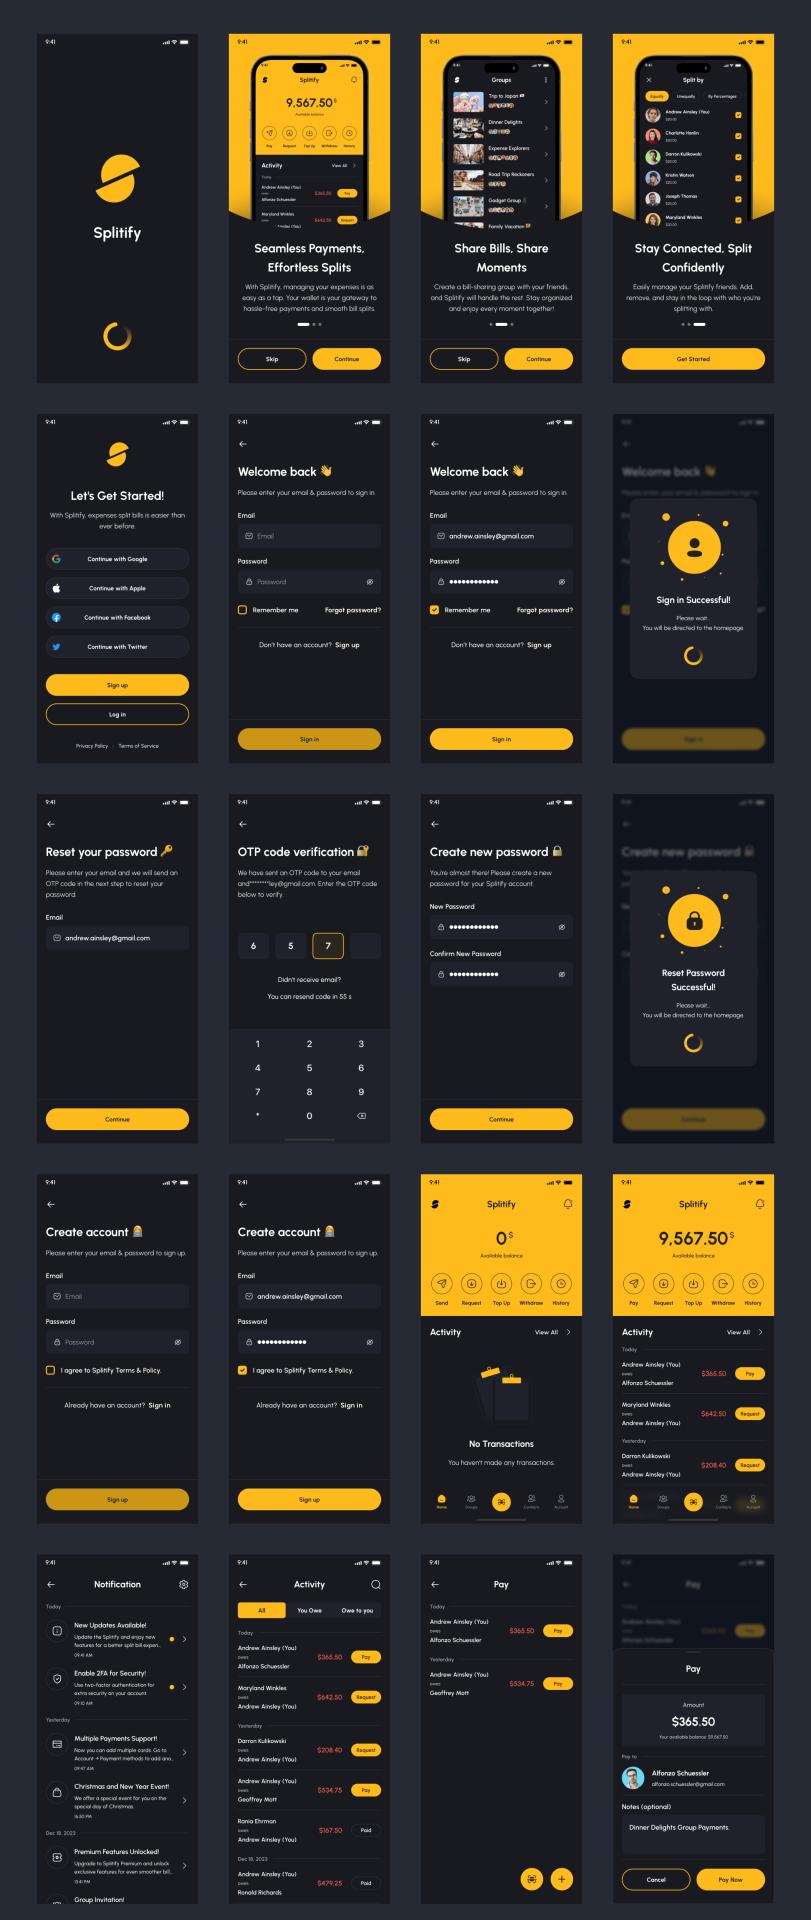 9:41
Splitify
9:41
9:41
Splitify
9,567.50$
Available balance
Pay Request Top Up Withdraw History
Activity View All
Today
Andrew Ainsley (You)
owes
Alfonzo Schuessler
$365.50 Pay
Maryland Winkles
$642.50 Request
Seamless Payments,
Effortless Splits
With Splitify, managing your expenses is as
easy as a tap. Your wallet is your gateway to
hassle-free payments and smooth bill splits.
Skip Continue
9:41
9:41
Groups
Trip to Japan
Dinner Delights
Expense Explorers
Road Trip Reckoners
Gadget Group
Family Vacation
Share Bills, Share
Moments
Create a bill-sharing group with your friends,
and Splitify will handle the rest. Stay organized
and enjoy every moment together!
Skip Continue
9:41
9:41
Split by
Equally Unequally By Percentages
Andrew Ainsley (You)
$20.00
Charlotte Hanlin
$20.00
Darron Kulikowski
$20.00
Kristin Watson
$20.00
Joseph Thomas
$20.00
Maryland Winkles
$20.00
Stay Connected, Split
Confidently
Easily manage your Splitify friends. Add,
remove, and stay in the loop with who you're
splitting with.
Get Started
9:41
Let's Get Started!
With Splitify, expenses split bills is easier than
ever before.
Continue with Google
Continue with Apple
Continue with Facebook
Continue with Twitter
Sign up
Log in
Privacy Policy · Terms of Service
9:41
Welcome back 👋
Please enter your email & password to sign in.
Email
Email
Password
Password
Remember me Forgot password?
Don't have an account? Sign up
Sign in
9:41
Welcome back 👋
Please enter your email & password to sign in.
Email
andrew.ainsley@gmail.com
Password
●●●●●●●●●●●●
Remember me Forgot password?
Don't have an account? Sign up
Sign in
9:41
Welcome back
Sign in Successful!
Please wait...
You will be directed to the homepage.
Sign in
9:41
Reset your password 🔑
Please enter your email and we will send an
OTP code in the next step to reset your
password.
Email
andrew.ainsley@gmail.com
Continue
9:41
OTP code verification 🔐
We have sent an OTP code to your email
and********ley@gmail.com. Enter the OTP code
below to verify.
6 5 7
Didn't receive email?
You can resend code in 55 s
1 2 3
4 5 6
7 8 9
* 0
9:41
Create new password 🔒
You're almost there! Please create a new
password for your Splitify account.
New Password
●●●●●●●●●●●●
Confirm New Password
●●●●●●●●●●●●
Continue
9:41
Create new password
Reset Password
Successful!
Please wait...
You will be directed to the homepage.
Continue
9:41
Create account
Please enter your email & password to sign up.
Email
Email
Password
Password
I agree to Splitify Terms & Policy.
Already have an account? Sign in
Sign up
9:41
Create account
Please enter your email & password to sign up.
Email
andrew.ainsley@gmail.com
Password
●●●●●●●●●●●●
I agree to Splitify Terms & Policy.
Already have an account? Sign in
Sign up
9:41
Splitify
0$
Available balance
Send Request Top Up Withdraw History
Activity View All
No Transactions
You haven't made any transactions.
Home Groups Contacts Account
9:41
Splitify
9,567.50$
Available balance
Pay Request Top Up Withdraw History
Activity View All
Today
Andrew Ainsley (You)
owes
Alfonzo Schuessler
$365.50 Pay
Maryland Winkles
owes
Andrew Ainsley (You)
$642.50 Request
Yesterday
Darron Kulikowski
owes
Andrew Ainsley (You)
$208.40 Request
Home Groups Contacts Account
9:41
Notification
Today
New Updates Available!
Update the Splitify and enjoy new
features for a better split bill experi...
09:41 AM
Enable 2FA for Security!
Use two-factor authentication for
extra security on your account.
09:10 AM
Yesterday
Multiple Payments Support!
Now you can add multiple cards. Go to
Account → Payment methods to add ano...
09:47 AM
Christmas and New Year Event!
We offer a special event for you on the
special day of Christmas.
16:50 PM
Dec 18, 2023
Premium Features Unlocked!
Upgrade to Splitify Premium and unlock
exclusive features for even smoother bill...
13:41 PM
Group Invitation!
9:41
Activity
All You Owe Owe to you
Today
Andrew Ainsley (You)
owes
Alfonzo Schuessler
$365.50 Pay
Maryland Winkles
owes
Andrew Ainsley (You)
$642.50 Request
Yesterday
Darron Kulikowski
owes
Andrew Ainsley (You)
$208.40 Request
Andrew Ainsley (You)
owes
Geoffrey Mott
$534.75 Pay
Rania Ehrman
owes
Andrew Ainsley (You)
$167.50 Paid
Dec 18, 2023
Andrew Ainsley (You)
owes
Ronald Richards
$479.25 Paid
9:41
Pay
Today
Andrew Ainsley (You)
owes
Alfonzo Schuessler
$365.50 Pay
Yesterday
Andrew Ainsley (You)
owes
Geoffrey Mott
$534.75 Pay
9:41
Pay
Pay
Amount
$365.50
Your available balance: $9,567.50
Pay to
Alfonzo Schuessler
alfonzo.schuessler@gmail.com
Notes (optional)
Dinner Delights Group Payments.
Cancel Pay Now